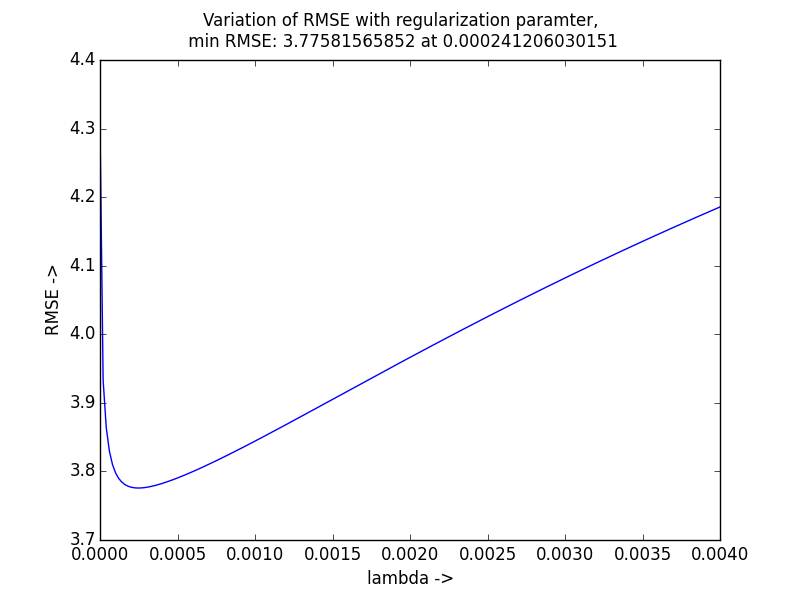 Variation of RMSE with regularization paramter,
min RMSE: 3.77581565852 at 0.000241206030151
4.4
4.3
4.2
4.1
4.0
3.9
3.8
3.7
RMSE ->
0.0000 0.0005 0.0010 0.0015 0.0020 0.0025 0.0030 0.0035 0.0040
lambda ->